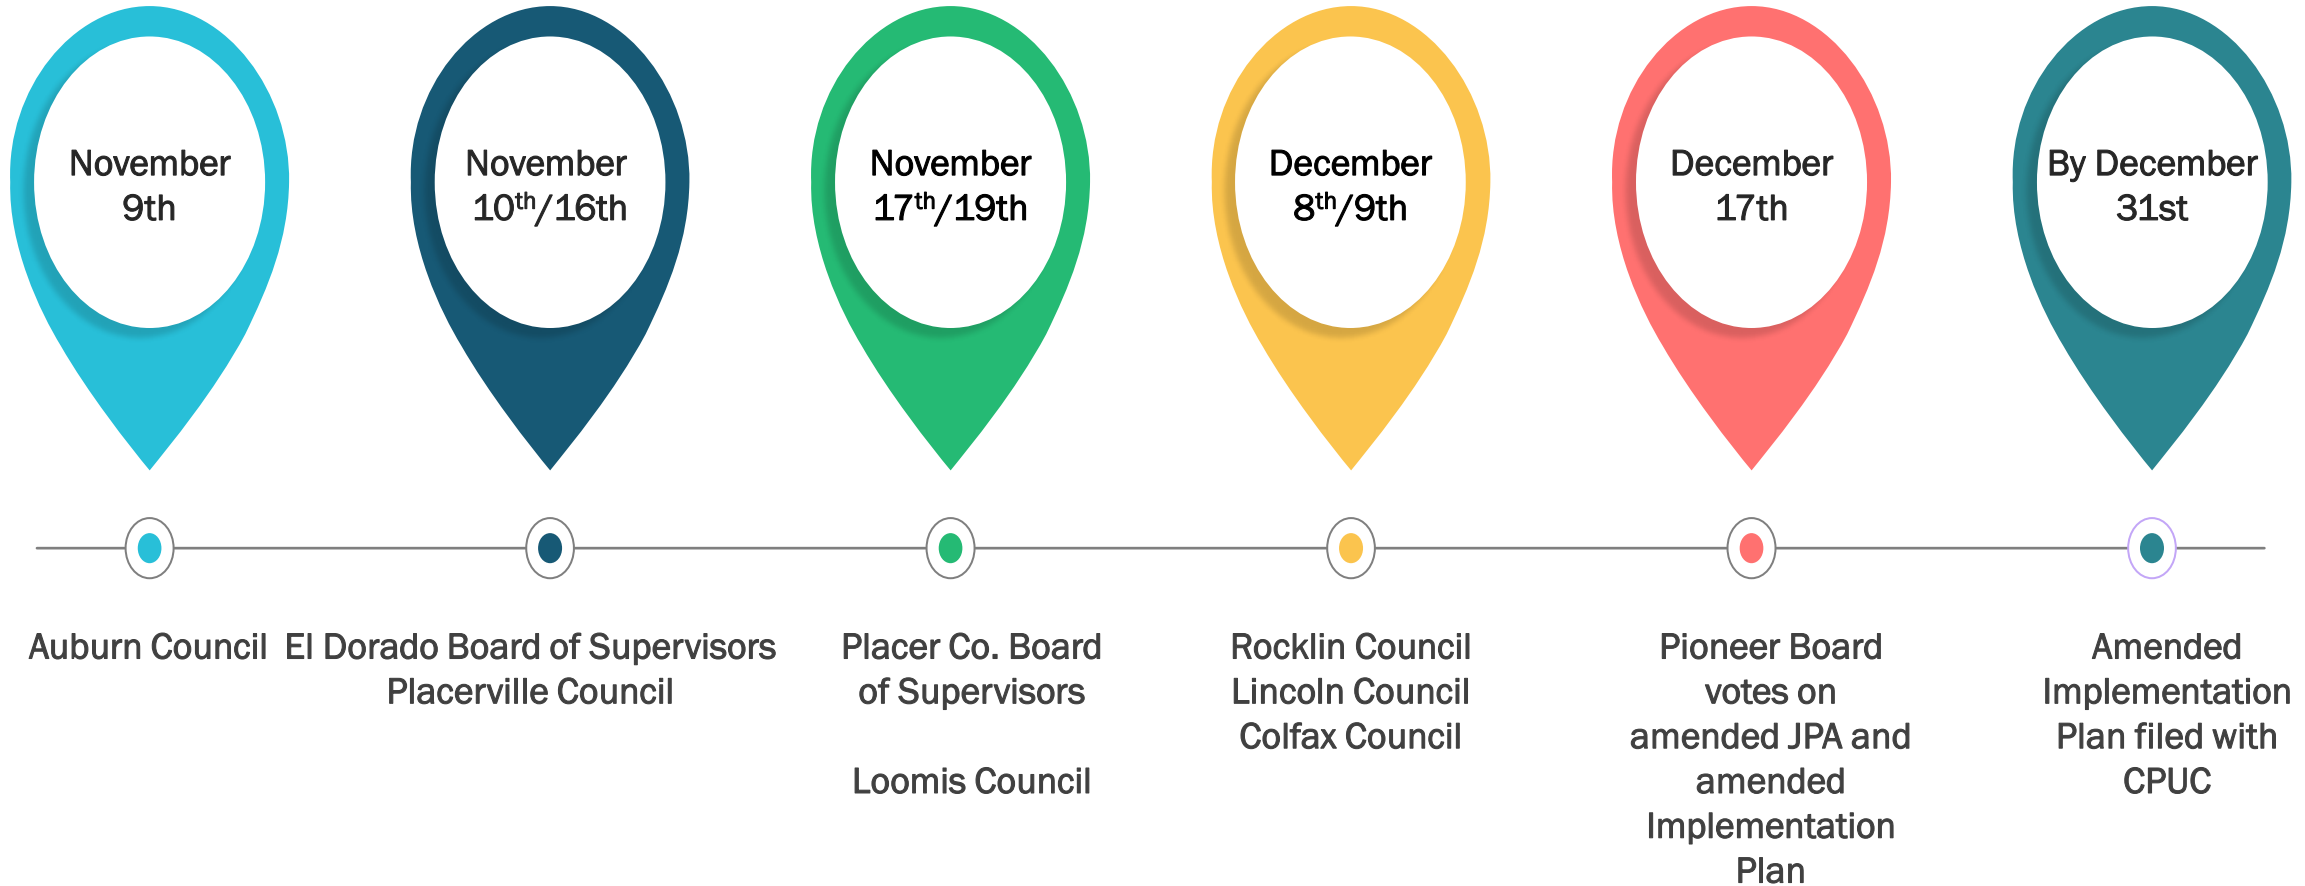 November
9th
November
10th/16th
November
17th/19th
December
8th/9th
December
17th
By December
31st
Auburn Council
El Dorado Board of Supervisors
Placerville Council
Placer Co. Board
of Supervisors
Loomis Council
Rocklin Council
Lincoln Council
Colfax Council
Pioneer Board
votes on
amended JPA and
amended
Implementation
Plan
Amended
Implementation
Plan filed with
CPUC